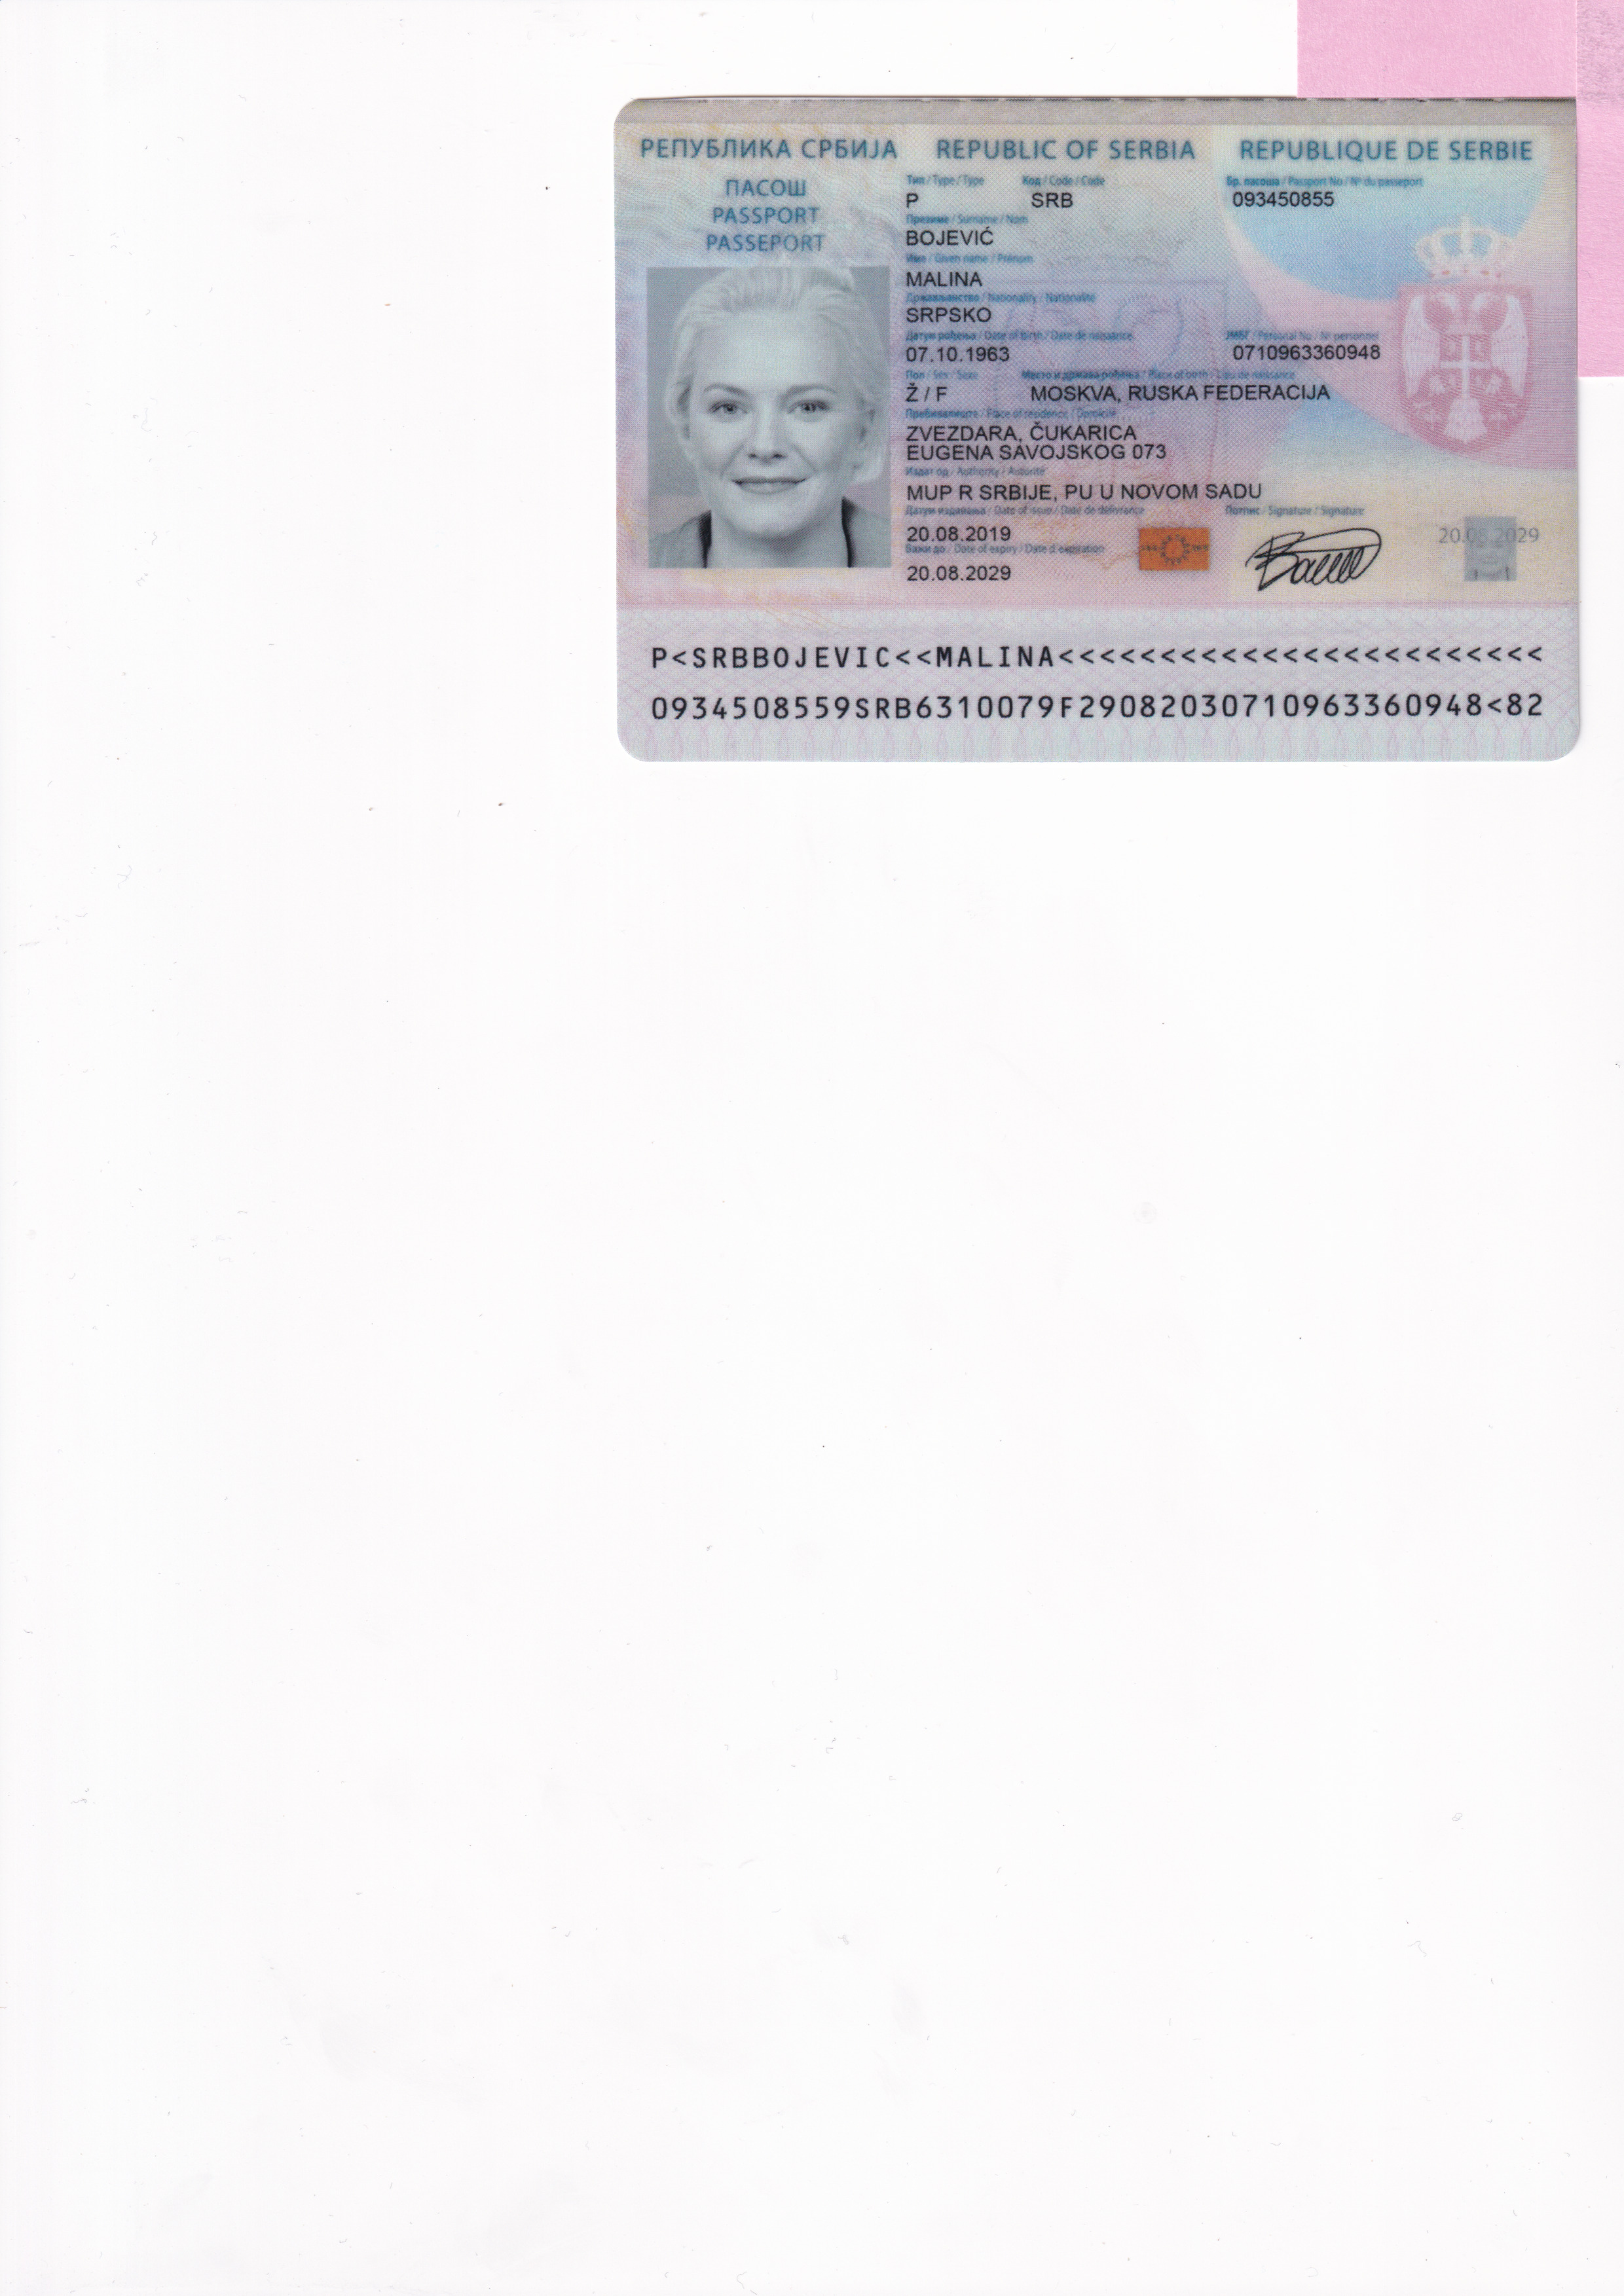 РЕПУБЛИКА СРБИЈА REPUBLIC OF SERBIA REPUBLIQUE DE SERBIE
ПАСОШ
PASSPORT
PASSEPORT
Тип / Type / Type Код / Code / Code Бр. пасоша / Passport No / Nº du passeport
P SRB 093450855
Презиме / Surname / Nom
BOJEVIĆ
Име / Given name / Prénom
MALINA
Држављанство / Nationality / Nationalité
SRPSKO
Датум рођења / Date of birth / Date de naissance ЈМБГ / Personal No. / Nº personnel
07.10.1963 0710963360948
Пол / Sex / Sexe Место и држава рођења / Place of birth / Lieu de naissance
Ž / F MOSKVA, RUSKA FEDERACIJA
Пребивалиште / Place of residence / Domicile
ZVEZDARA, ČUKARICA
EUGENA SAVOJSKOG 073
Издат од / Authority / Autorité
MUP R SRBIJE, PU U NOVOM SADU
Датум издавања / Date of issue / Date de délivrance Потпис / Signature / Signature
20.08.2019 20.08.2029
Важи до / Date of expiry / Date d'expiration
20.08.2029
P<SRBBOJEVIC<<MALINA<<<<<<<<<<<<<<<<<<<<<<<<
0934508559SRB6310079F29082030710963360948<82